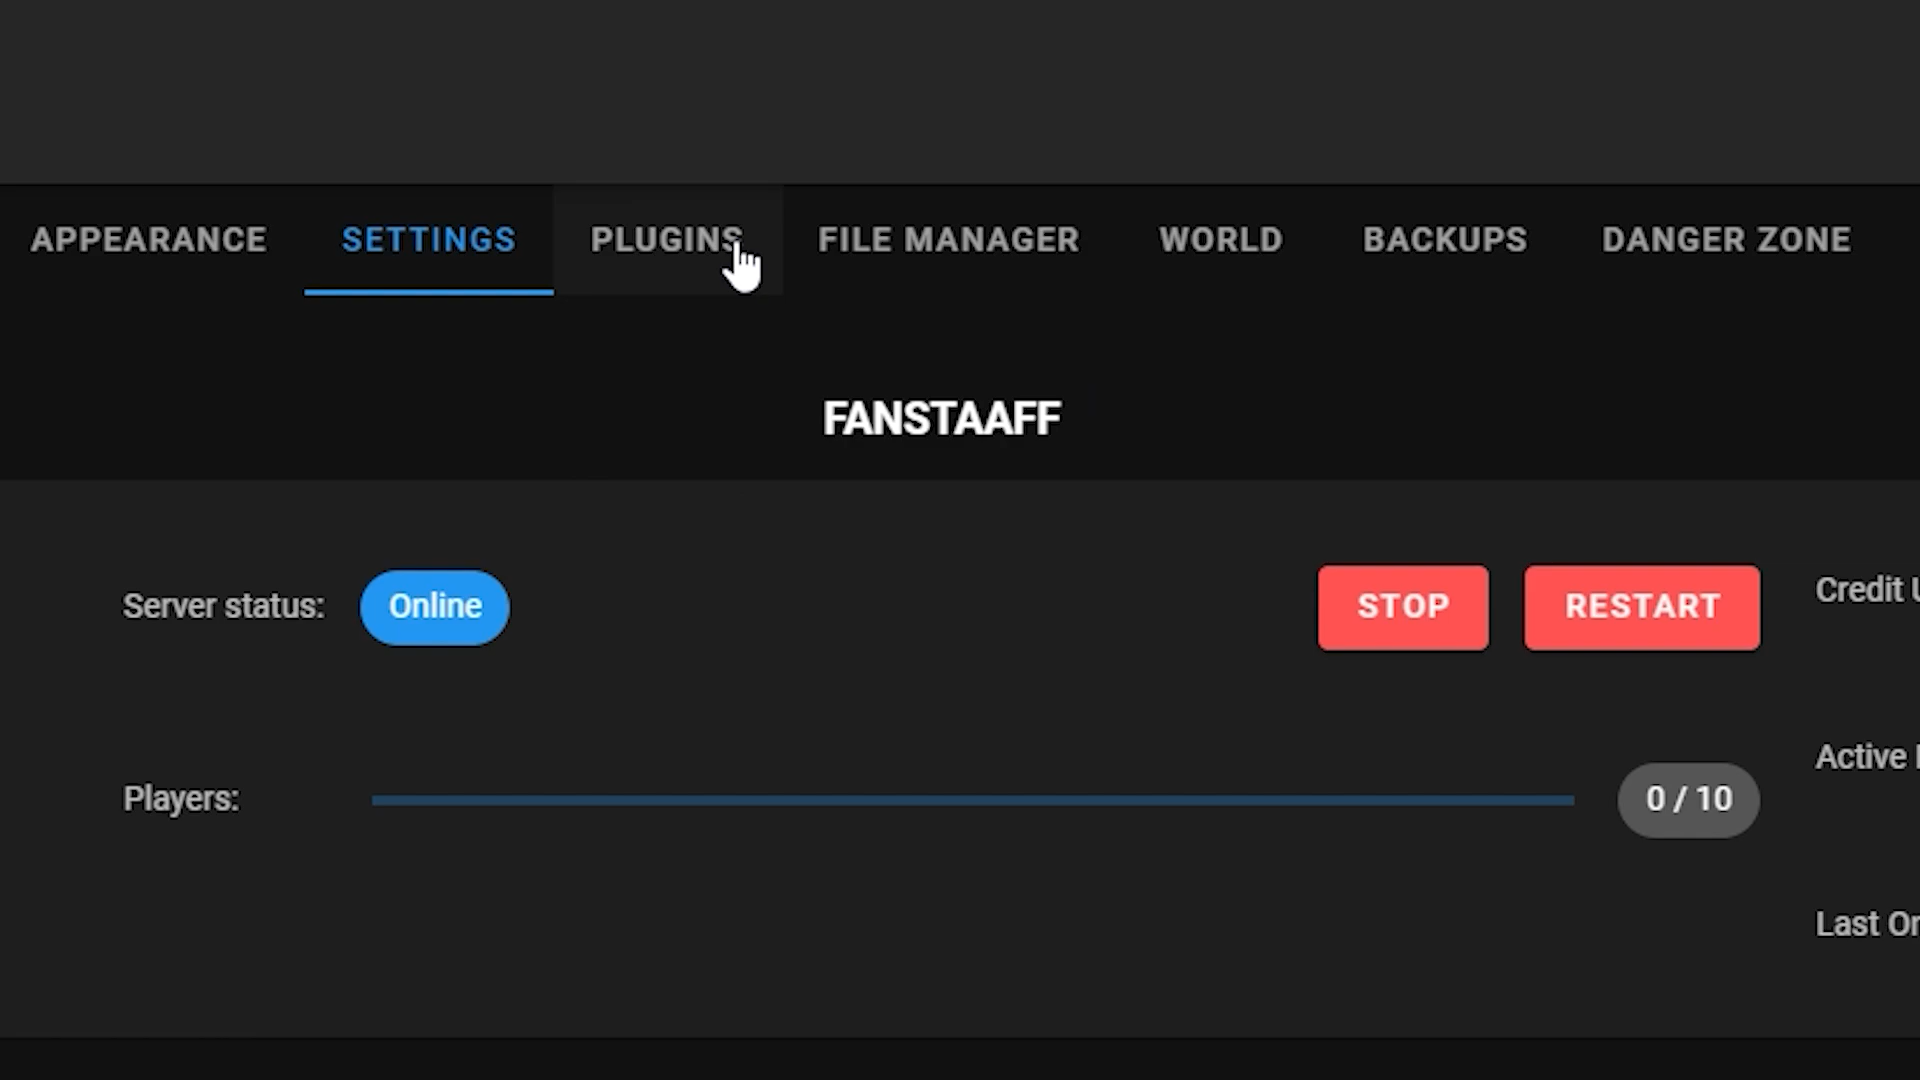 APPEARANCE SETTINGS PLUGINS FILE MANAGER WORLD BACKUPS DANGER ZONE
FANSTAAFF
Server status: Online STOP RESTART Credit
Players: 0 / 10 Active
Last